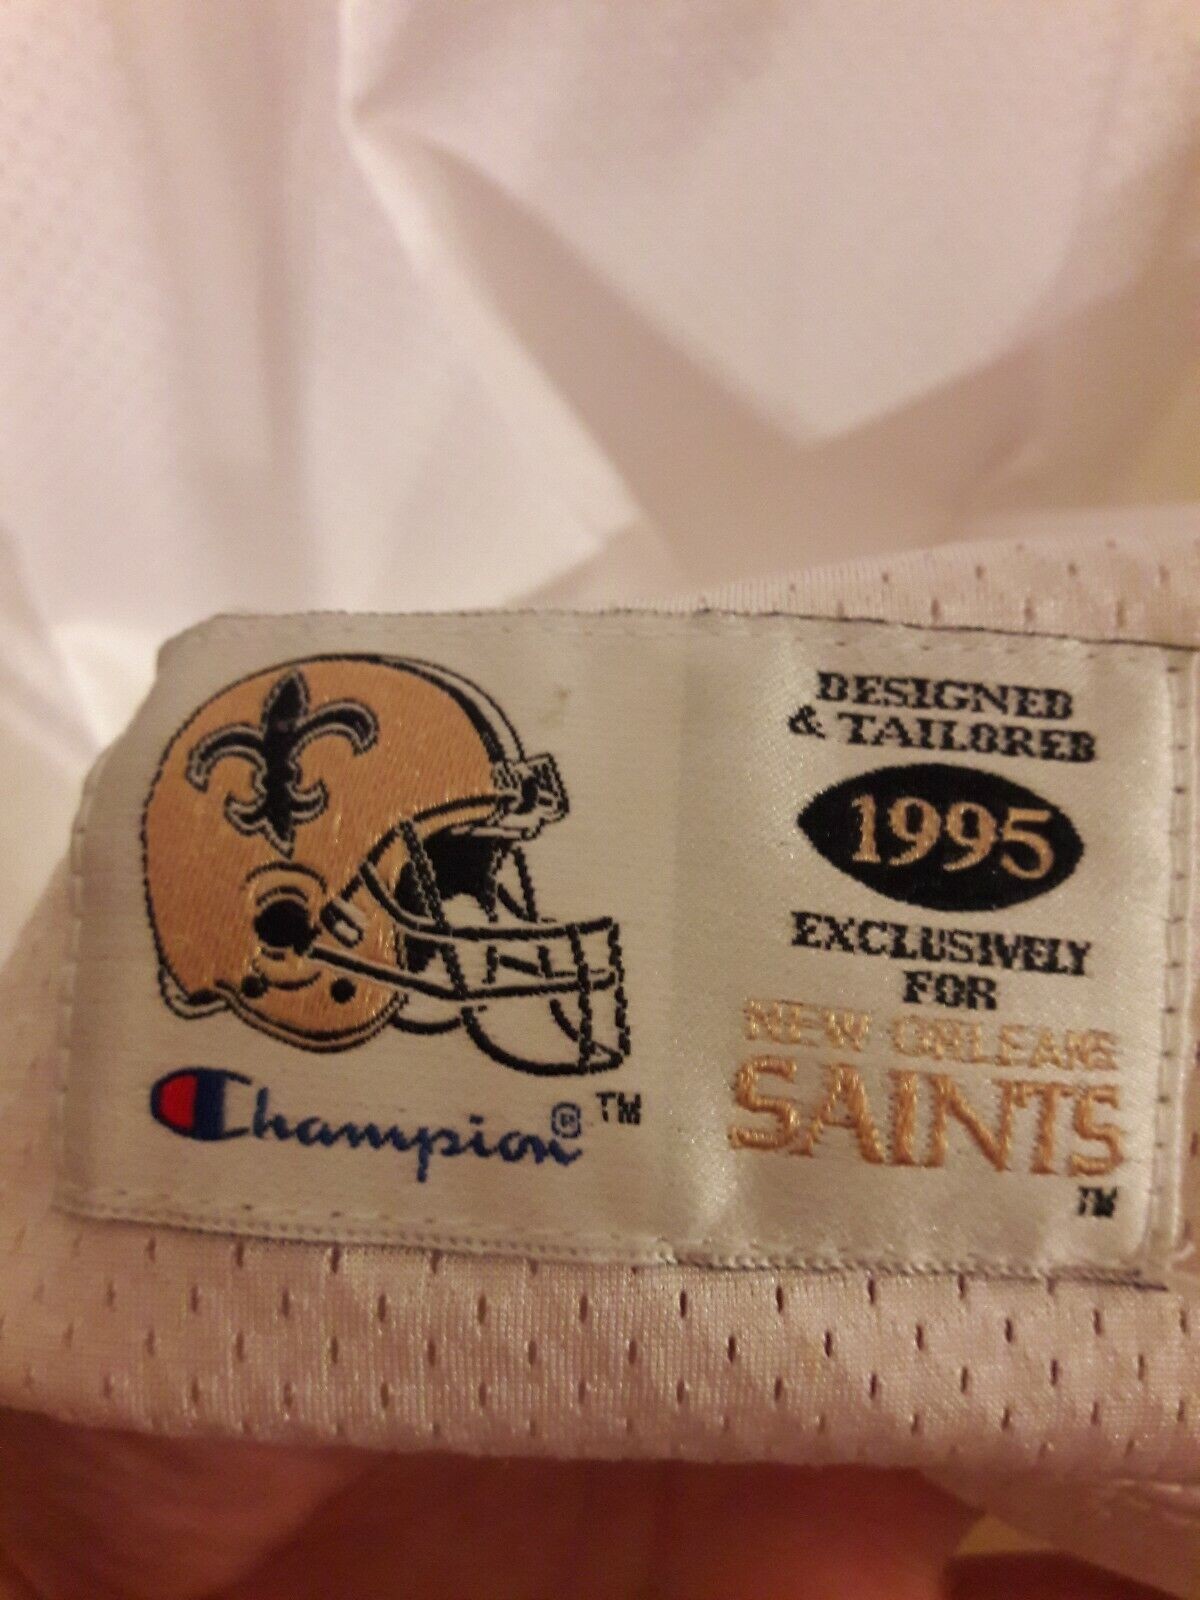 Champion® ™
DESIGNED
& TAILORED
1995
EXCLUSIVELY
FOR
NEW ORLEANS
SAINTS
™